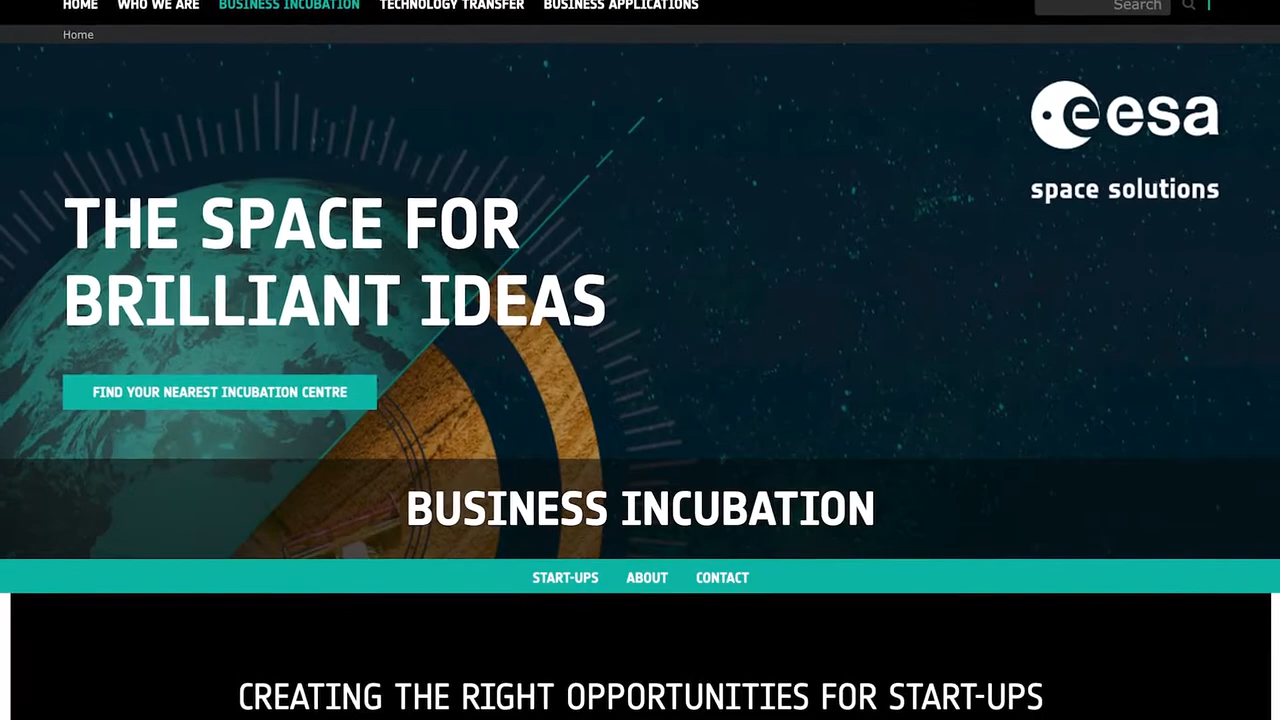 HOME WHO WE ARE BUSINESS INCUBATION TECHNOLOGY TRANSFER BUSINESS APPLICATIONS Search
Home
esa
space solutions
THE SPACE FOR
BRILLIANT IDEAS
FIND YOUR NEAREST INCUBATION CENTRE
BUSINESS INCUBATION
START-UPS ABOUT CONTACT
CREATING THE RIGHT OPPORTUNITIES FOR START-UPS